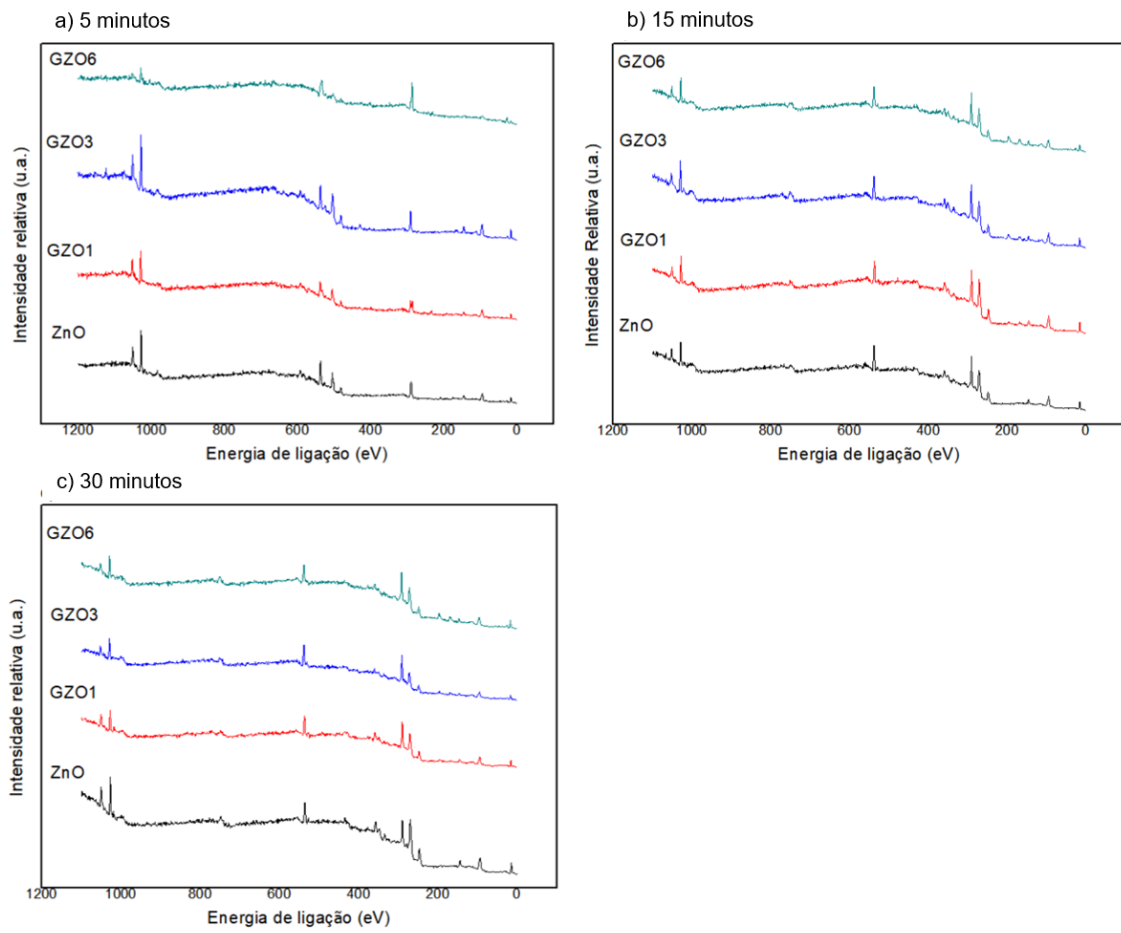 a) 5 minutos
GZO6
GZO3
GZO1
ZnO
Intensidade relativa (u.a.)
1200 1000 800 600 400 200 0
Energia de ligação (eV)
b) 15 minutos
GZO6
GZO3
GZO1
ZnO
Intensidade Relativa (u.a.)
1200 1000 800 600 400 200 0
Energia de ligação (eV)
c) 30 minutos
GZO6
GZO3
GZO1
ZnO
Intensidade relativa (u.a.)
1200 1000 800 600 400 200 0
Energia de ligação (eV)